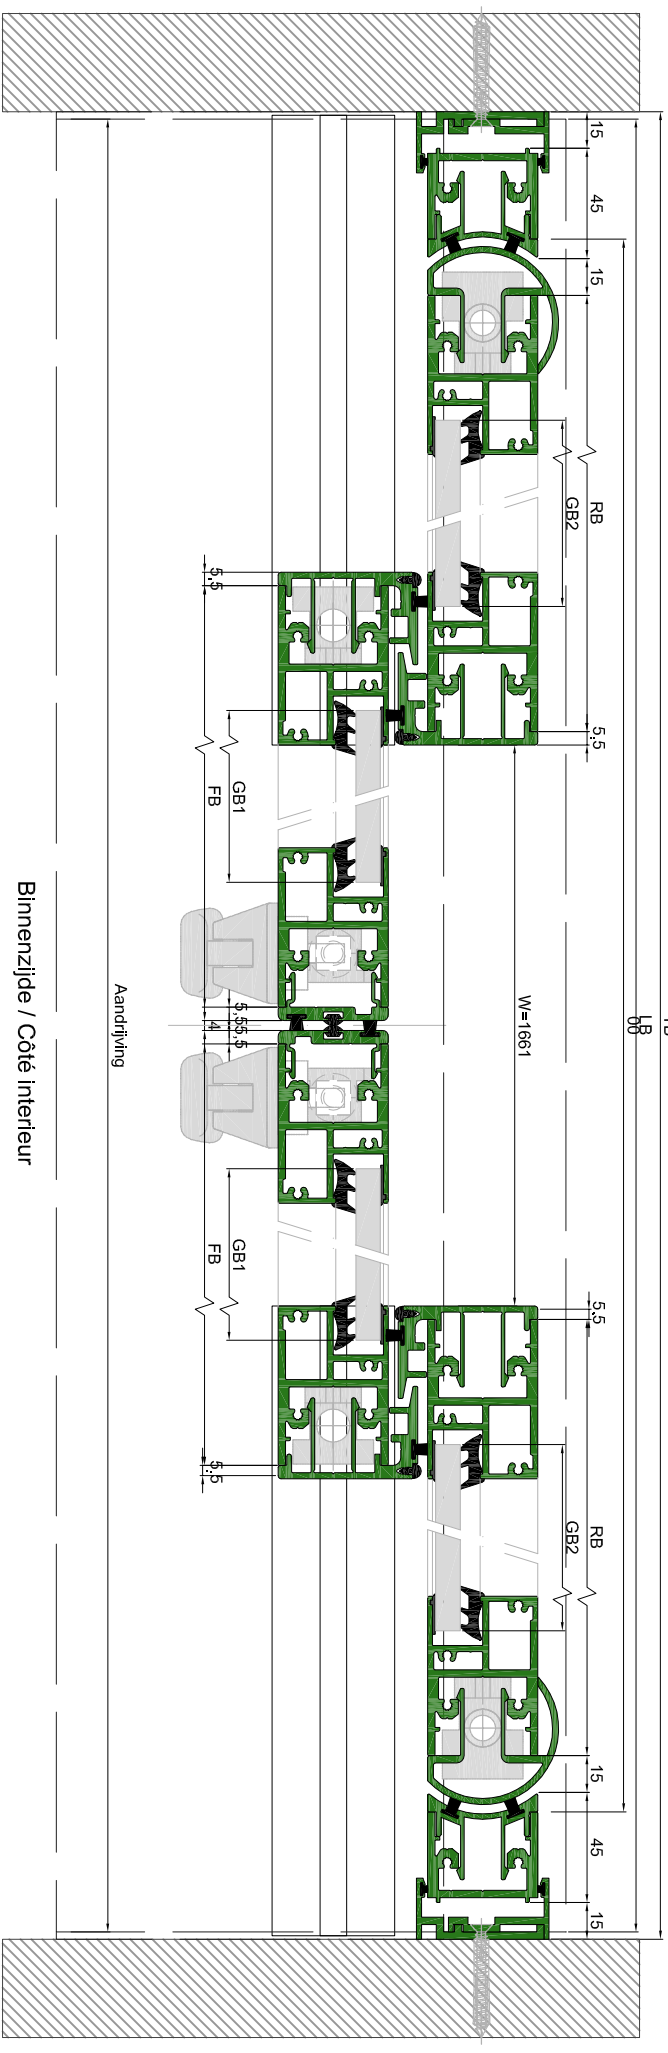 15
45
15
RB
GB2
5,5
5,5
GB1
FB
W=1661
LB
00
Binnenzijde / Côté interieur
Aandrijving
5,5
4
5,5
GB1
FB
5,5
5,5
RB
GB2
15
45
15